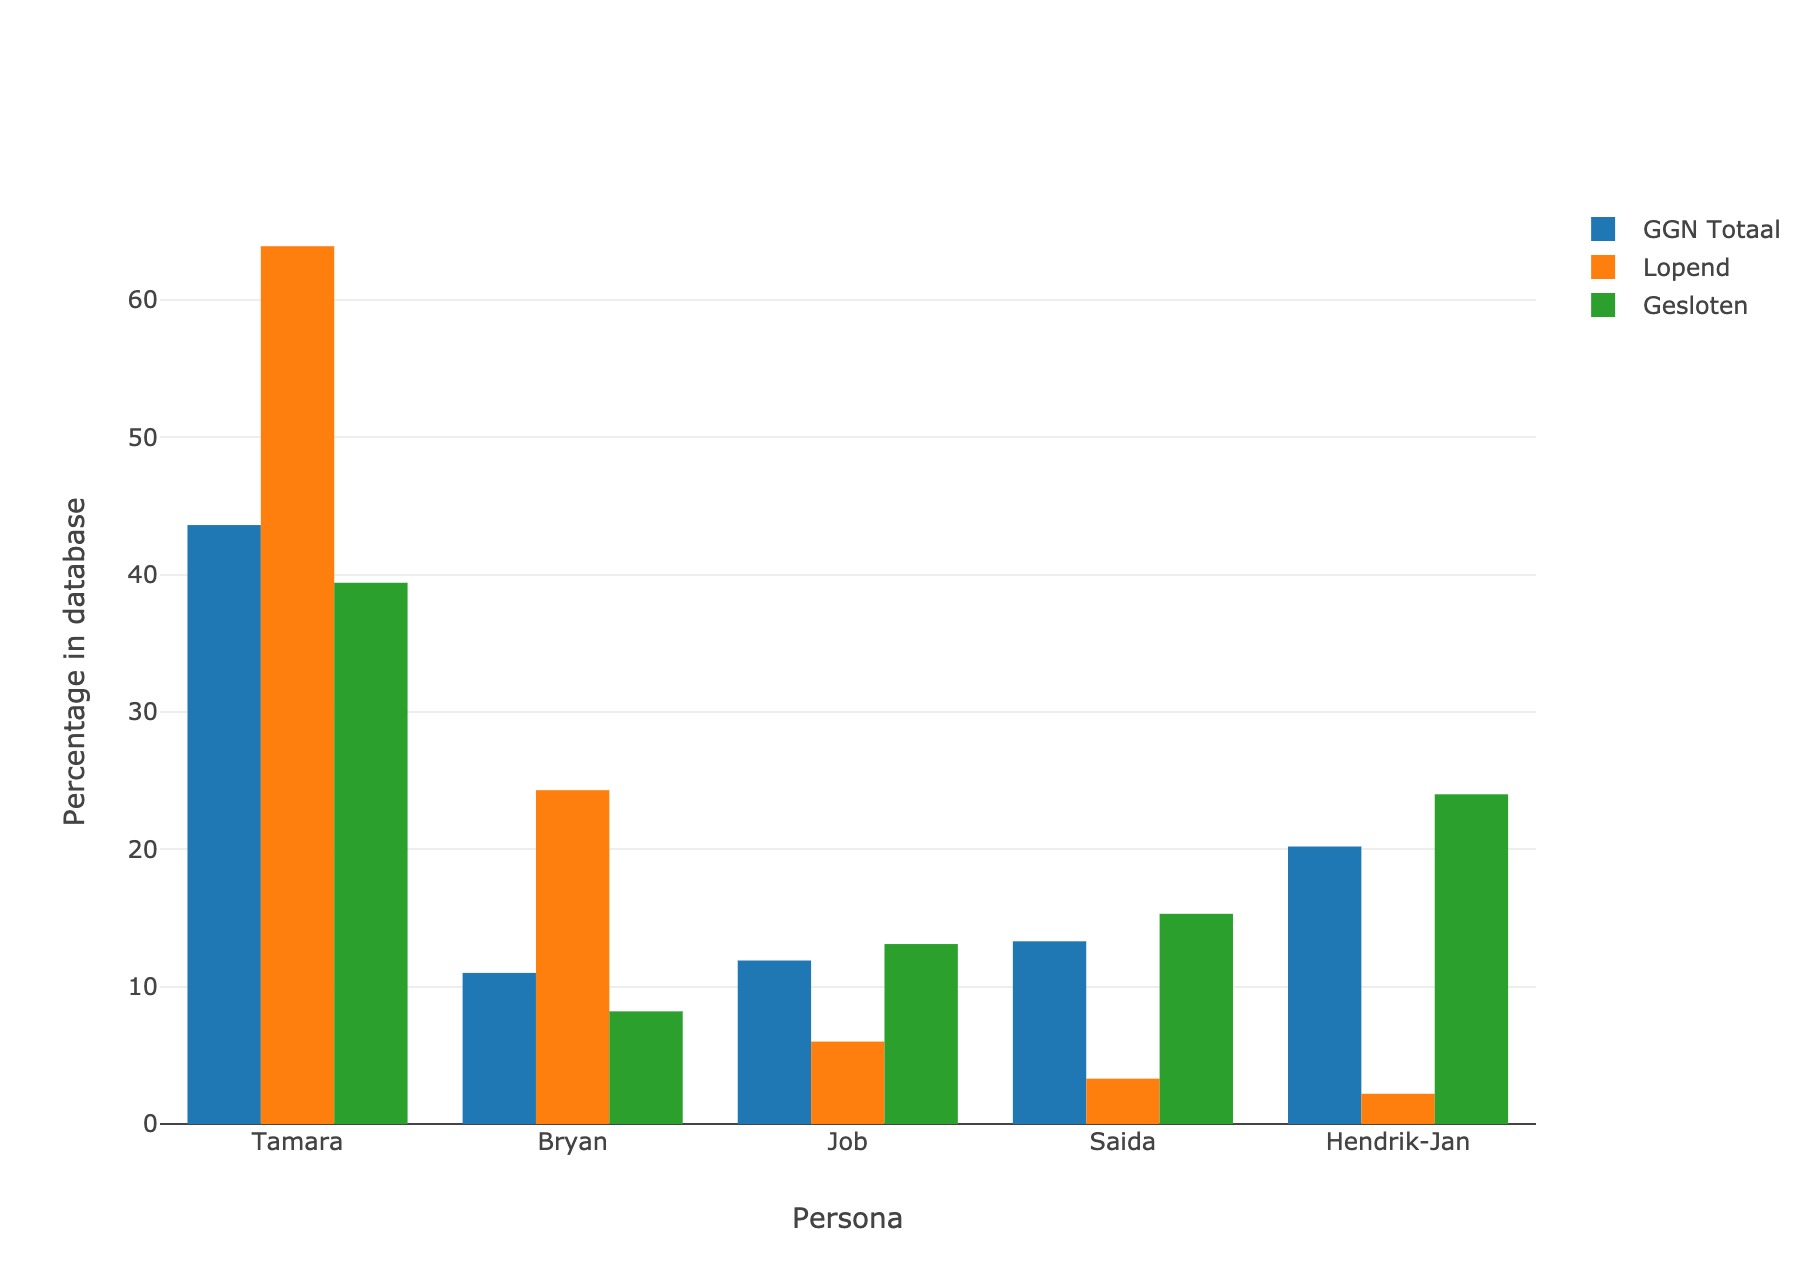 GGN Totaal
Lopend
Gesloten
Percentage in database
60
50
40
30
20
10
0
Tamara
Bryan
Job
Saida
Hendrik-Jan
Persona